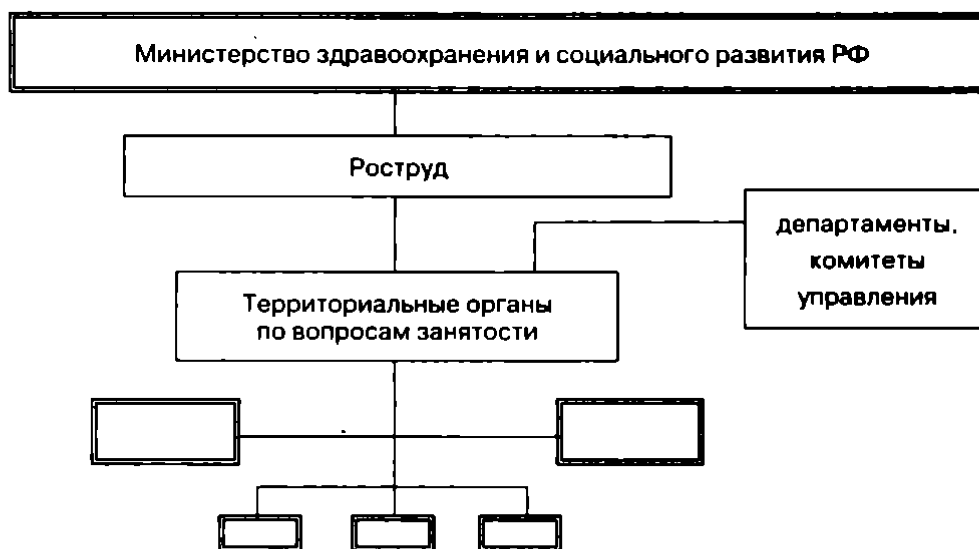 Министерство здравоохранения и социального развития РФ
Роструд
департаменты,
комитеты
управления
Территориальные органы
по вопросам занятости